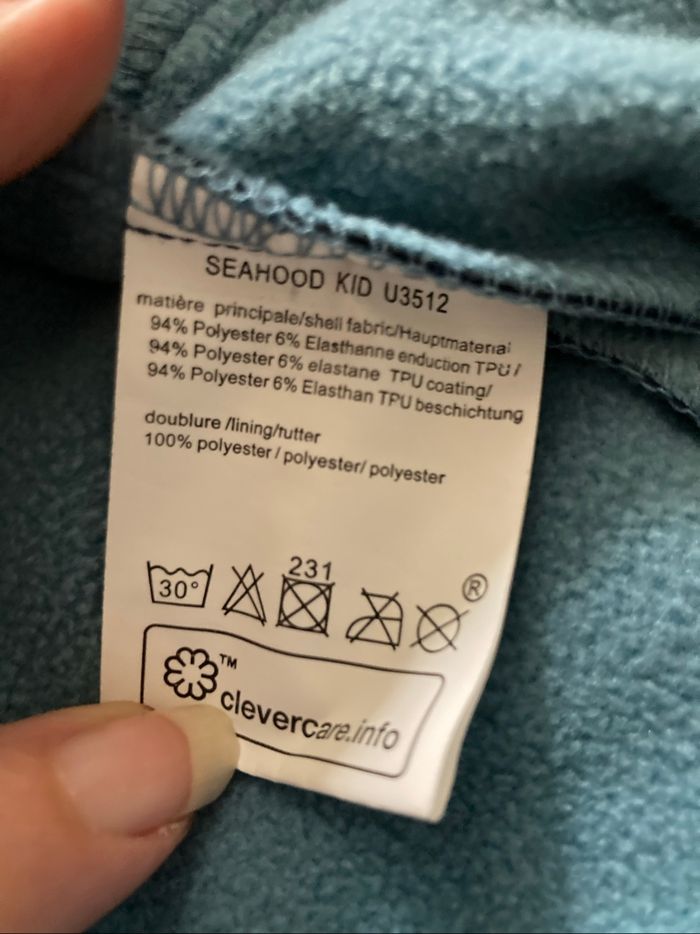 SEAHOOD KID U3512
matière principale/shell fabric/Hauptmaterial
94% Polyester 6% Elasthanne enduction TPU /
94% Polyester 6% elastane TPU coating/
94% Polyester 6% Elasthan TPU beschichtung
doublure /lining/futter
100% polyester / polyester/ polyester
231
30°
®
TM
clevercare.info